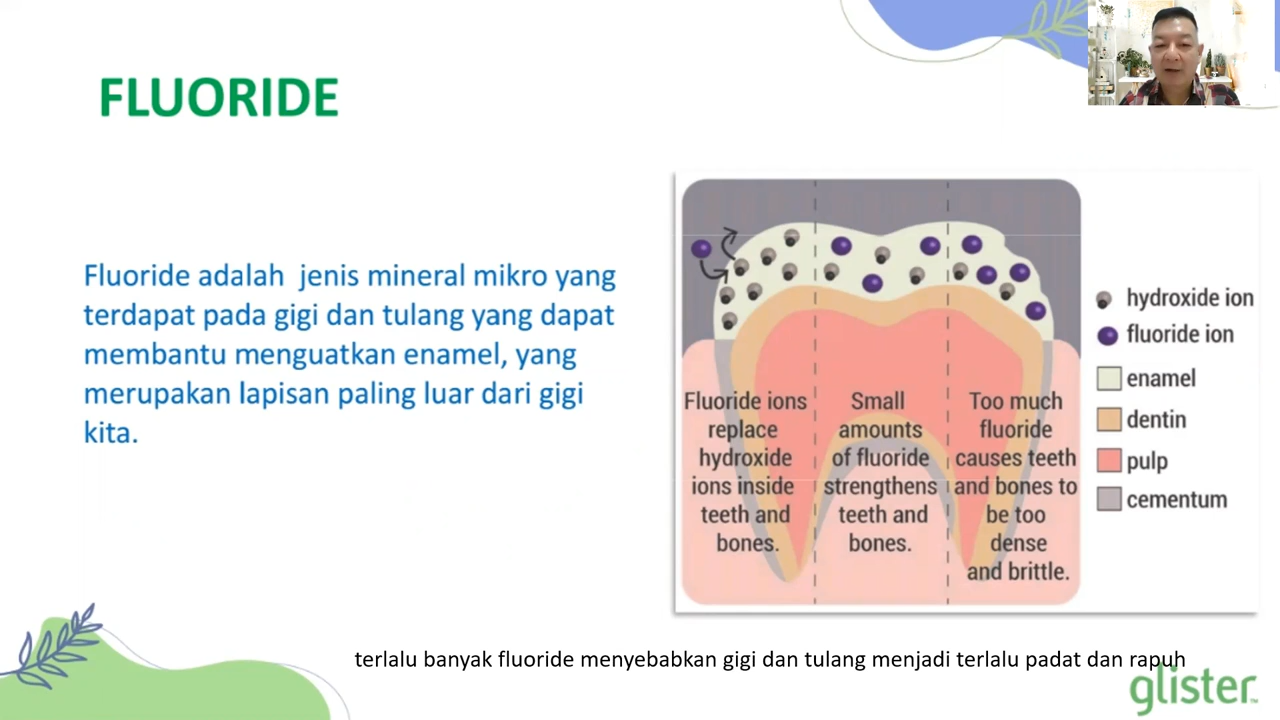 FLUORIDE
Fluoride adalah jenis mineral mikro yang
terdapat pada gigi dan tulang yang dapat
membantu menguatkan enamel, yang
merupakan lapisan paling luar dari gigi
kita.
Fluoride ions
replace
hydroxide
ions inside
teeth and
bones.
Small
amounts
of fluoride
strengthens
teeth and
bones.
Too much
fluoride
causes teeth
and bones to
be too
dense
and brittle.
hydroxide ion
fluoride ion
enamel
dentin
pulp
cementum
terlalu banyak fluoride menyebabkan gigi dan tulang menjadi terlalu padat dan rapuh
glister™